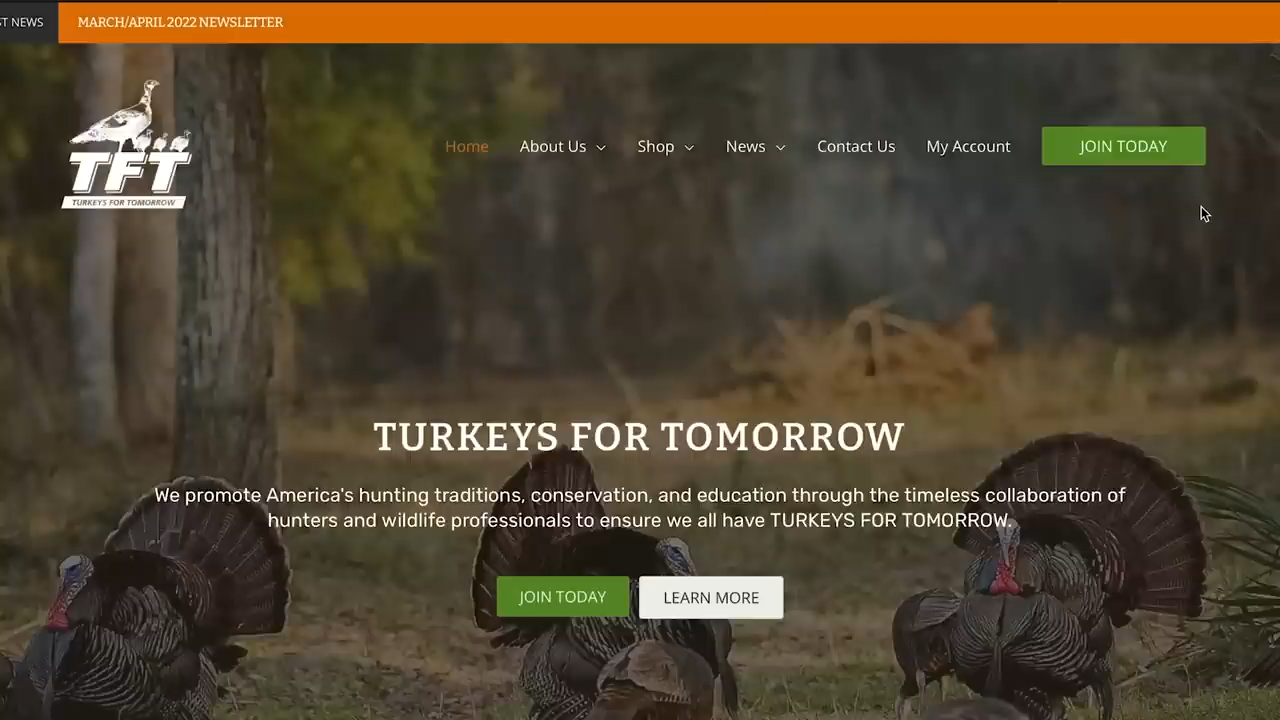 ST NEWS
MARCH/APRIL 2022 NEWSLETTER
TFT
TURKEYS FOR TOMORROW
Home
About Us
Shop
News
Contact Us
My Account
JOIN TODAY
TURKEYS FOR TOMORROW
We promote America's hunting traditions, conservation, and education through the timeless collaboration of
hunters and wildlife professionals to ensure we all have TURKEYS FOR TOMORROW.
JOIN TODAY
LEARN MORE